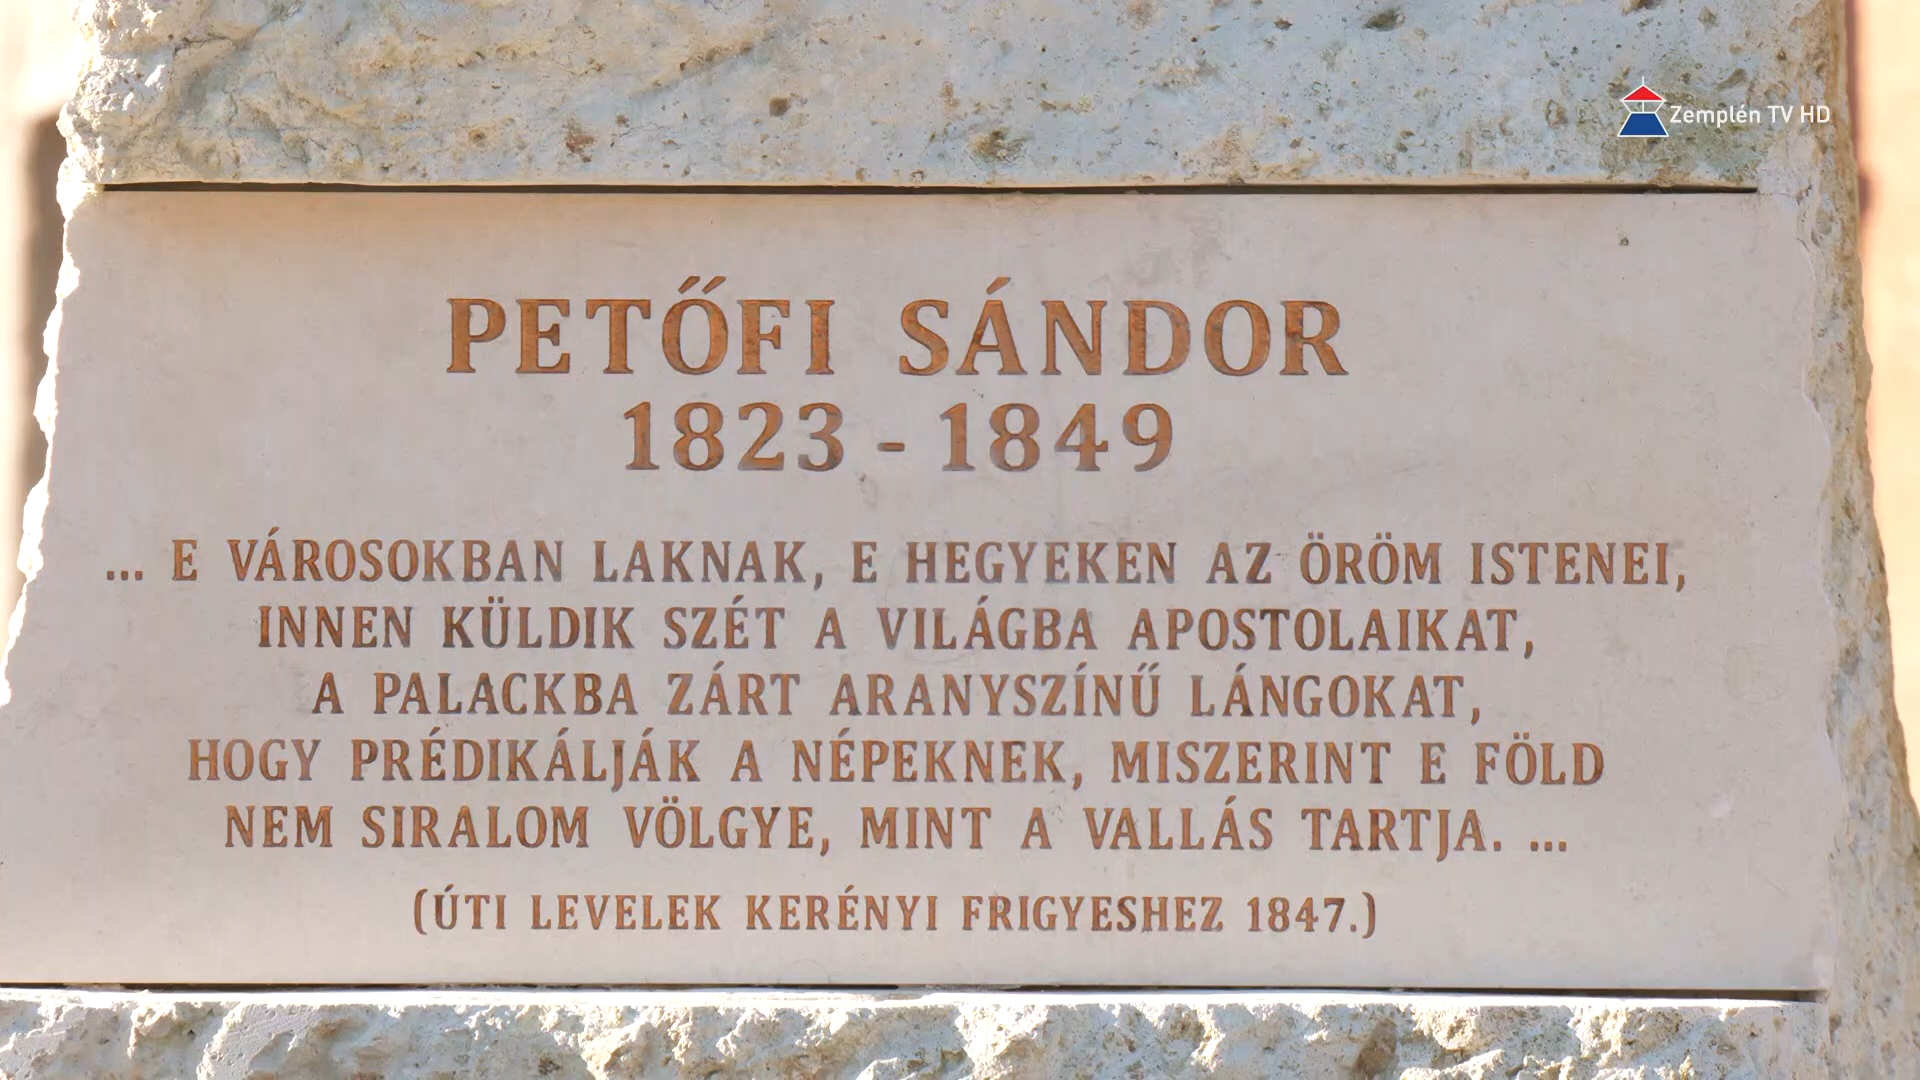 Zemplén TV HD
PETŐFI SÁNDOR
1823 - 1849
... E VÁROSOKBAN LAKNAK, E HEGYEKEN AZ ÖRÖM ISTENEI,
INNEN KÜLDIK SZÉT A VILÁGBA APOSTOLAIKAT,
A PALACKBA ZÁRT ARANYSZÍNŰ LÁNGOKAT,
HOGY PRÉDIKÁLJÁK A NÉPEKNEK, MISZERINT E FÖLD
NEM SIRALOM VÖLGYE, MINT A VALLÁS TARTJA. ...
(ÚTI LEVELEK KERÉNYI FRIGYESHEZ 1847.)